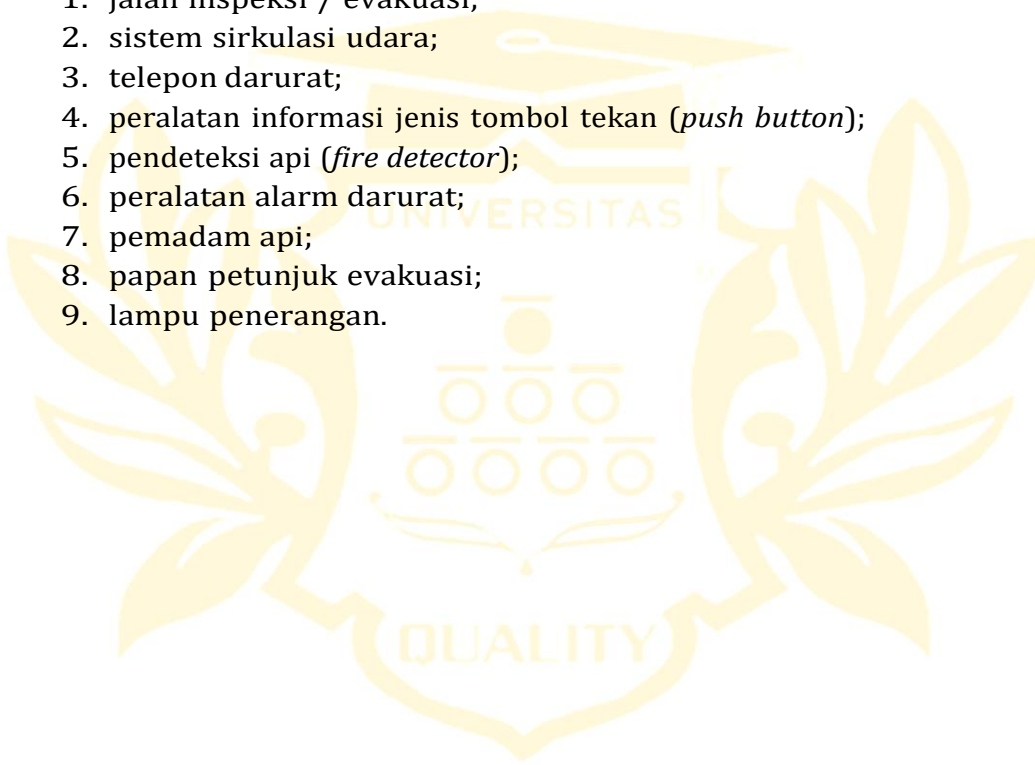 1. jalan inspeksi / evakuasi;
2. sistem sirkulasi udara;
3. telepon darurat;
4. peralatan informasi jenis tombol tekan (push button);
5. pendeteksi api (fire detector);
6. peralatan alarm darurat;
UNIVERSITAS
7. pemadam api;
8. papan petunjuk evakuasi;
9. lampu penerangan.
QUALITY